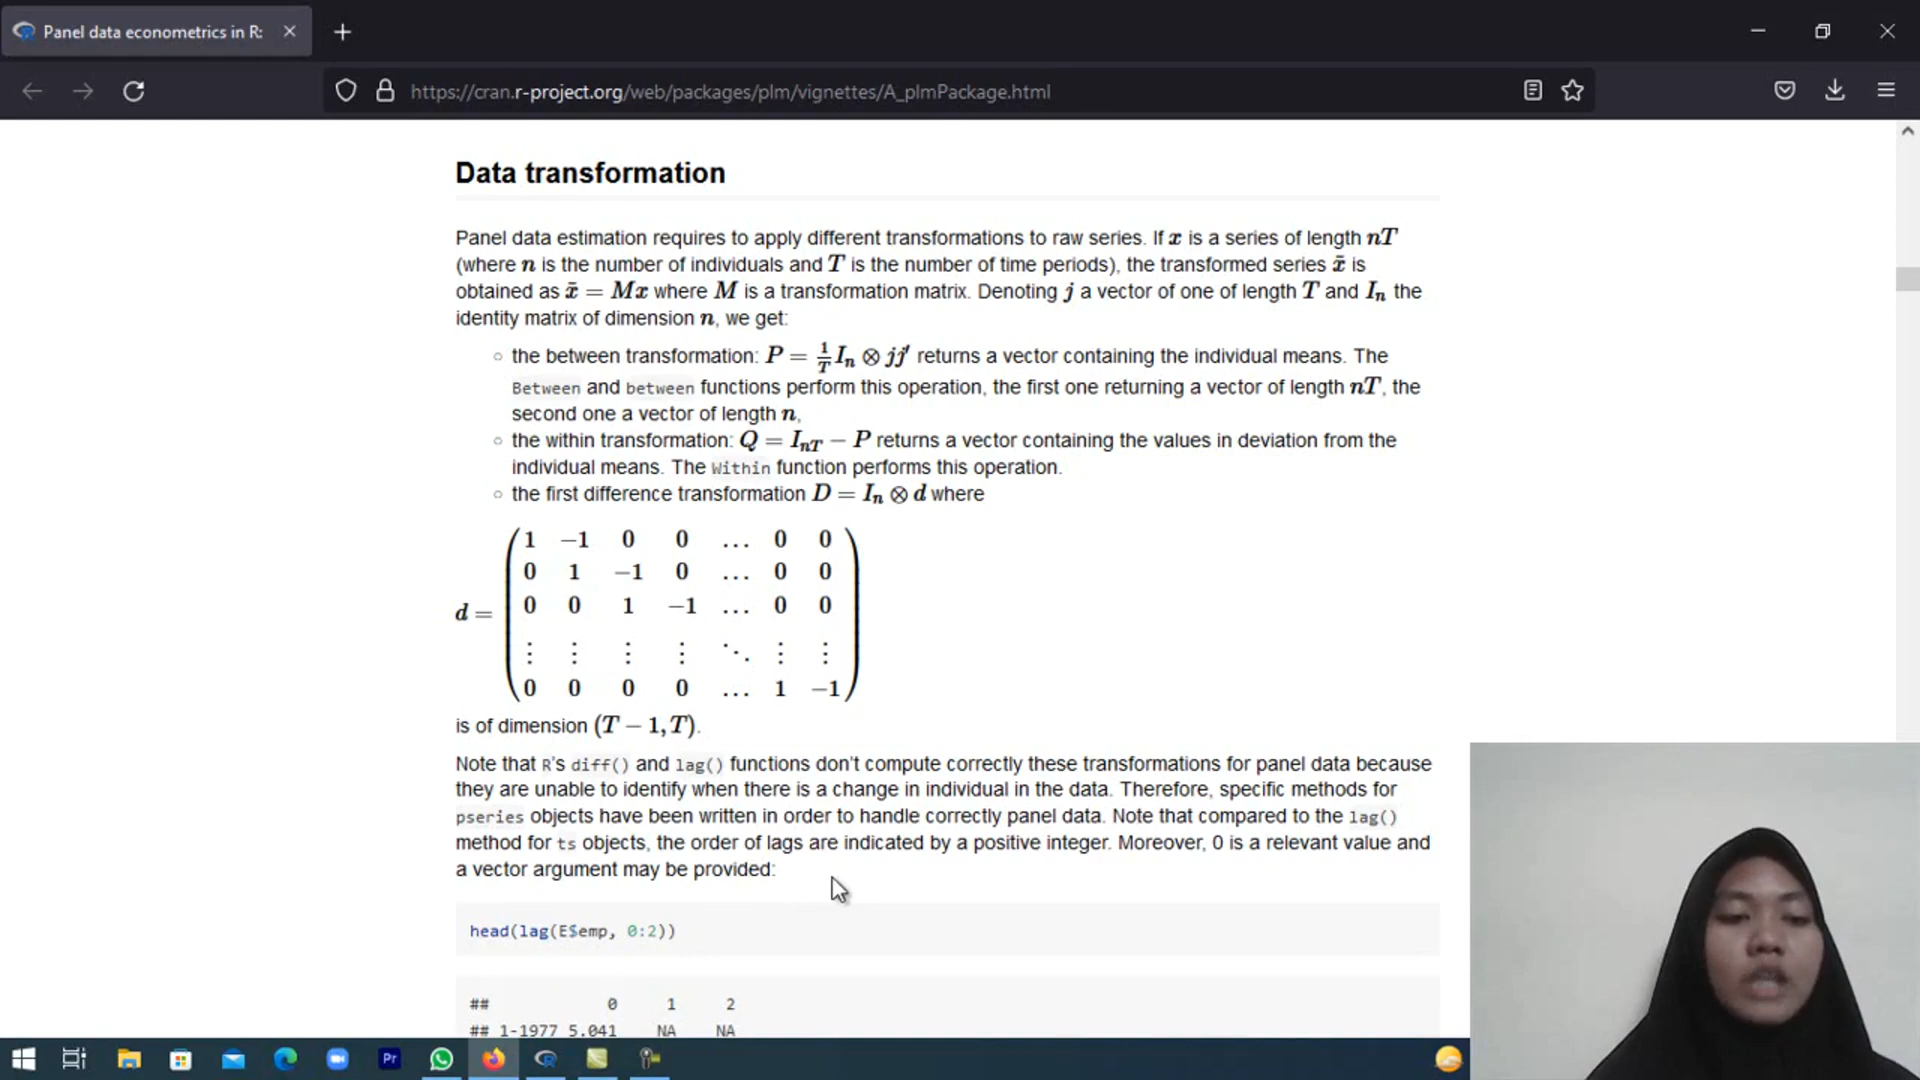 Panel data econometrics in R:
https://cran.r-project.org/web/packages/plm/vignettes/A_plmPackage.html
Data transformation
Panel data estimation requires to apply different transformations to raw series. If x is a series of length nT
(where n is the number of individuals and T is the number of time periods), the transformed series x̃ is
obtained as x̃ = Mx where M is a transformation matrix. Denoting j a vector of one of length T and Iₙ the
identity matrix of dimension n, we get:
◦ the between transformation: P = 1/T Iₙ ⊗ jj′ returns a vector containing the individual means. The
Between and between functions perform this operation, the first one returning a vector of length nT, the
second one a vector of length n,
◦ the within transformation: Q = I_nT − P returns a vector containing the values in deviation from the
individual means. The Within function performs this operation.
◦ the first difference transformation D = Iₙ ⊗ d where
1 −1 0 0 … 0 0
0 1 −1 0 … 0 0
d = 0 0 1 −1 … 0 0
⋮ ⋮ ⋮ ⋮ ⋱ ⋮ ⋮
0 0 0 0 … 1 −1
is of dimension (T − 1, T).
Note that R's diff() and lag() functions don't compute correctly these transformations for panel data because
they are unable to identify when there is a change in individual in the data. Therefore, specific methods for
pseries objects have been written in order to handle correctly panel data. Note that compared to the lag()
method for ts objects, the order of lags are indicated by a positive integer. Moreover, 0 is a relevant value and
a vector argument may be provided:
head(lag(E$emp, 0:2))
## 0 1 2
## 1-1977 5.041 NA NA
Pr